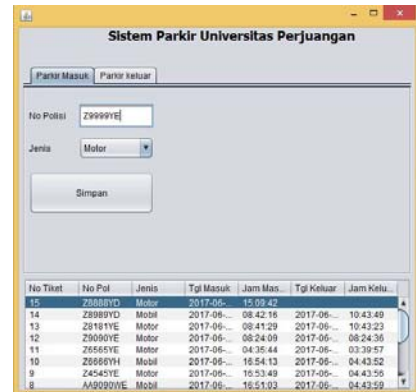 Sistem Parkir Universitas Perjuangan
Parkir Masuk Parkir keluar
No Polisi Z9999YE
Jenis Motor
Simpan
No Tiket No Pol Jenis Tgl Masuk Jam Mas... Tgl Keluar Jam Kelu...
15 Z8888YD Motor 2017-06-... 15:09:42
14 Z8989YD Mobil 2017-06-... 08:42:16 2017-06-... 10:43:49
13 Z8181YE Motor 2017-06-... 08:41:29 2017-06-... 10:43:23
12 Z9090YE Motor 2017-06-... 08:24:09 2017-06-... 08:24:36
11 Z6565YE Motor 2017-06-... 04:35:44 2017-06-... 03:39:57
10 Z6666YH Mobil 2017-06-... 16:54:13 2017-06-... 04:43:52
9 Z4545YE Motor 2017-06-... 16:53:49 2017-06-... 04:43:56
8 AA9090WE Mobil 2017-06-... 16:51:03 2017-06-... 04:43:59